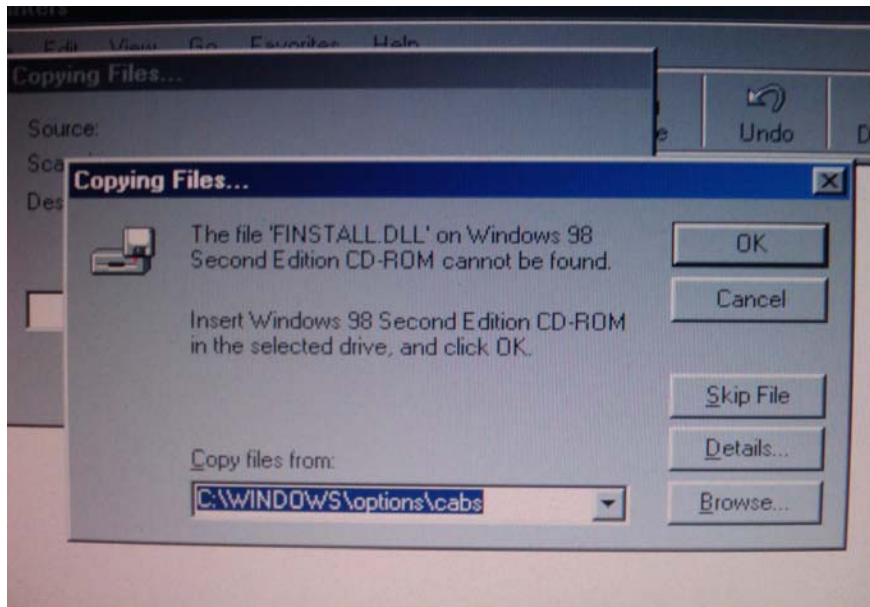 Edit View Go Favorites Help
Copying Files...
Source:
Undo
Copying Files...
The file 'FINSTALL.DLL' on Windows 98
Second Edition CD-ROM cannot be found.
Insert Windows 98 Second Edition CD-ROM
in the selected drive, and click OK.
OK
Cancel
Skip File
Details...
Browse...
Copy files from:
C:\WINDOWS\options\cabs